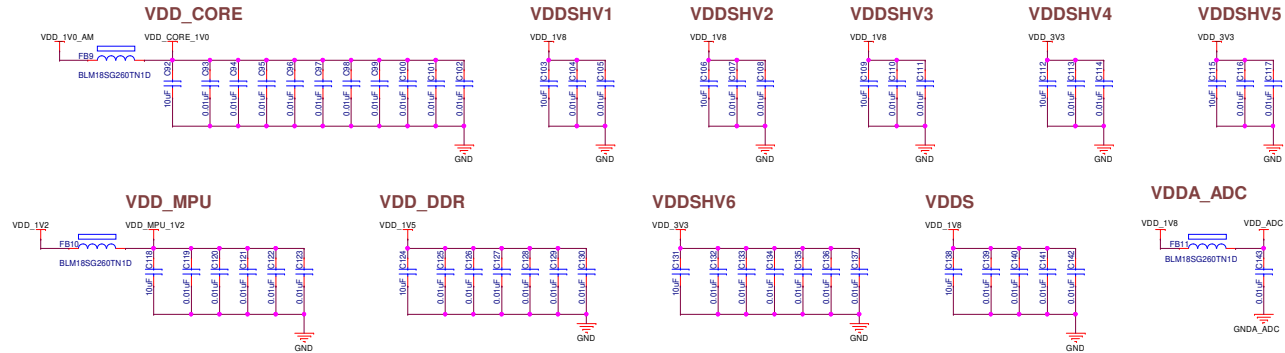 VDD_CORE
VDD_1V0_AM
VDD_CORE_1V0
FB9
BLM18SG260TN1D
C92
10uF
C93
0.01uF
C94
0.01uF
C95
0.01uF
C96
0.01uF
C97
0.01uF
C98
0.01uF
C99
0.01uF
C100
0.01uF
C101
0.01uF
C102
0.01uF
GND
VDDSHV1
VDD_1V8
C103
10uF
C104
0.01uF
C105
0.01uF
GND
VDDSHV2
VDD_1V8
C106
10uF
C107
0.01uF
C108
0.01uF
GND
VDDSHV3
VDD_1V8
C109
10uF
C110
0.01uF
C111
0.01uF
GND
VDDSHV4
VDD_3V3
C112
10uF
C113
0.01uF
C114
0.01uF
GND
VDDSHV5
VDD_3V3
C115
10uF
C116
0.01uF
C117
0.01uF
GND
VDD_MPU
VDD_1V2
VDD_MPU_1V2
FB10
BLM18SG260TN1D
C118
10uF
C119
0.01uF
C120
0.01uF
C121
0.01uF
C122
0.01uF
C123
0.01uF
GND
VDD_DDR
VDD_1V5
C124
10uF
C125
0.01uF
C126
0.01uF
C127
0.01uF
C128
0.01uF
C129
0.01uF
C130
0.01uF
GND
VDDSHV6
VDD_3V3
C131
10uF
C132
0.01uF
C133
0.01uF
C134
0.01uF
C135
0.01uF
C136
0.01uF
C137
0.01uF
GND
VDDS
VDD_1V8
C138
10uF
C139
0.01uF
C140
0.01uF
C141
0.01uF
C142
0.01uF
GND
VDDA_ADC
VDD_1V8
VDD_ADC
FB11
BLM18SG260TN1D
C143
0.01uF
GNDA_ADC